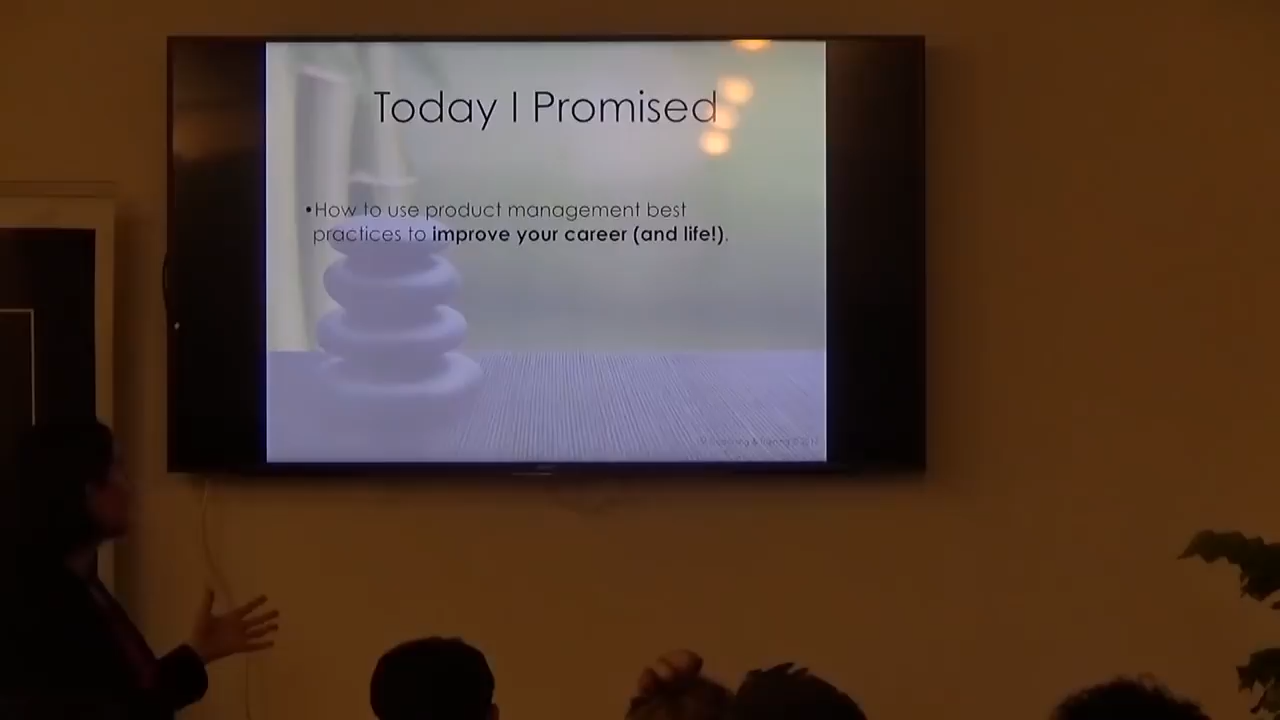 Today I Promised
•How to use product management best
practices to improve your career (and life!).